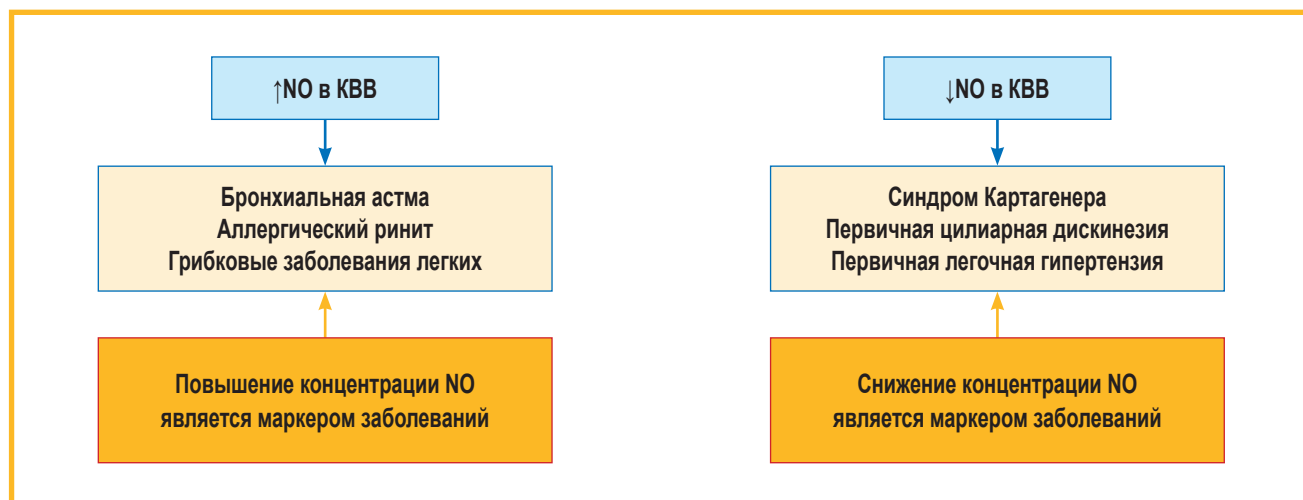 ↑NO в КВВ
Бронхиальная астма
Аллергический ринит
Грибковые заболевания легких
Повышение концентрации NO
является маркером заболеваний
↓NO в КВВ
Синдром Картагенера
Первичная цилиарная дискинезия
Первичная легочная гипертензия
Снижение концентрации NO
является маркером заболеваний